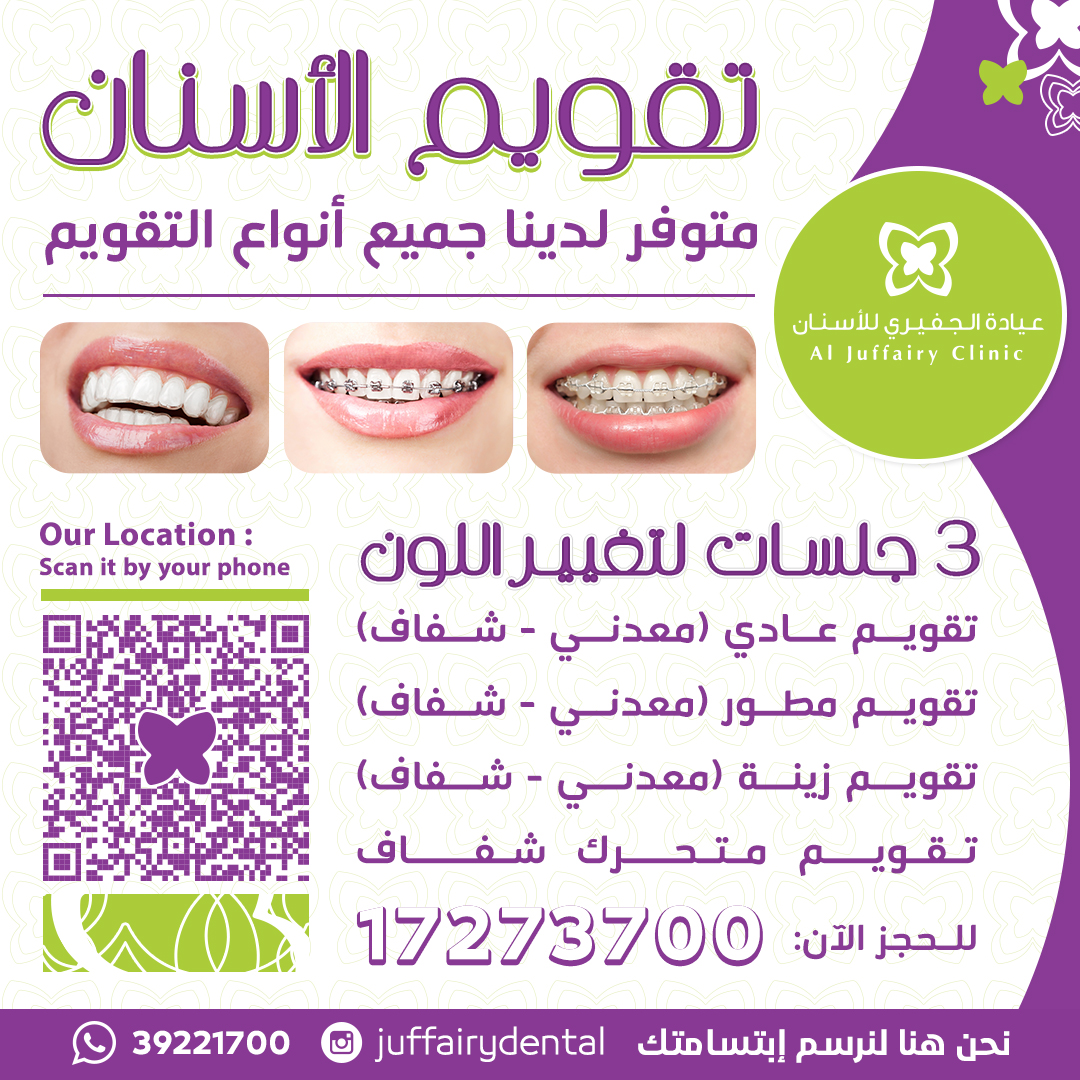 تقويم الأسنان
متوفر لدينا جميع أنواع التقويم
عيادة الجفيري للأسنان
Al Juffairy Clinic
Our Location :
Scan it by your phone
3 جلسات لتغيير اللون
تقويم عادي (معدني - شفاف)
تقويم مطور (معدني - شفاف)
تقويم زينة (معدني - شفاف)
تقويم متحرك شفاف
للحجز الآن: 17273700
نحن هنا لنرسم إبتسامتك
juffairydental
39221700